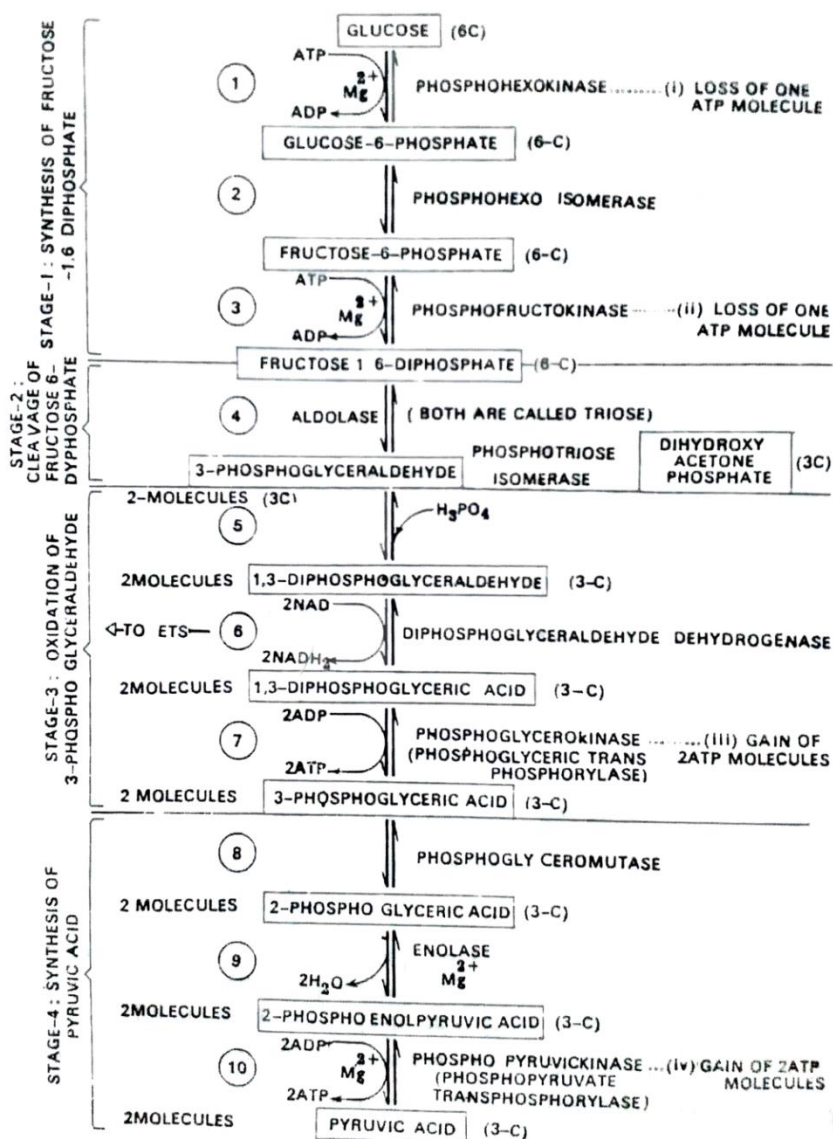 GLUCOSE (6C)
ATP
1 Mg2+ PHOSPHOHEXOKINASE ......... (i) LOSS OF ONE
ADP ATP MOLECULE
GLUCOSE-6-PHOSPHATE (6-C)
2 PHOSPHOHEXO ISOMERASE
FRUCTOSE-6-PHOSPHATE (6-C)
ATP
3 Mg2+ PHOSPHOFRUCTOKINASE ....... (ii) LOSS OF ONE
ADP ATP MOLECULE
STAGE-1: SYNTHESIS OF FRUCTOSE
-1,6 DIPHOSPHATE
FRUCTOSE 1 6-DIPHOSPHATE (6-C)
4 ALDOLASE (BOTH ARE CALLED TRIOSE)
3-PHOSPHOGLYCERALDEHYDE
PHOSPHOTRIOSE
ISOMERASE
DIHYDROXY
ACETONE
PHOSPHATE
(3C)
STAGE-2:
CLEAVAGE OF
FRUCTOSE 6-
DYPHOSPHATE
2-MOLECULES (3C)
5 H3PO4
2MOLECULES 1,3-DIPHOSPHOGLYCERALDEHYDE (3-C)
2NAD
TO ETS 6 DIPHOSPHOGLYCERALDEHYDE DEHYDROGENASE
2NADH2
2MOLECULES 1,3-DIPHOSPHOGLYCERIC ACID (3-C)
2ADP
7 PHOSPHOGLYCEROKINASE ......... (iii) GAIN OF
(PHOSPHOGLYCERIC TRANS 2ATP MOLECULES
2ATP PHOSPHORYLASE)
2 MOLECULES 3-PHOSPHOGLYCERIC ACID (3-C)
STAGE-3: OXIDATION OF
3-PHOSPHO GLYCERALDEHYDE
8 PHOSPHOGLY CEROMUTASE
2 MOLECULES 2-PHOSPHO GLYCERIC ACID (3-C)
9 ENOLASE
2H2O Mg2+
2MOLECULES 2-PHOSPHO ENOLPYRUVIC ACID (3-C)
2ADP
10 Mg2+ PHOSPHO PYRUVICKINASE ...(iv) GAIN OF 2ATP
(PHOSPHOPYRUVATE MOLECULES
2ATP TRANSPHOSPHORYLASE)
2MOLECULES PYRUVIC ACID (3-C)
STAGE-4: SYNTHESIS OF
PYRUVIC ACID